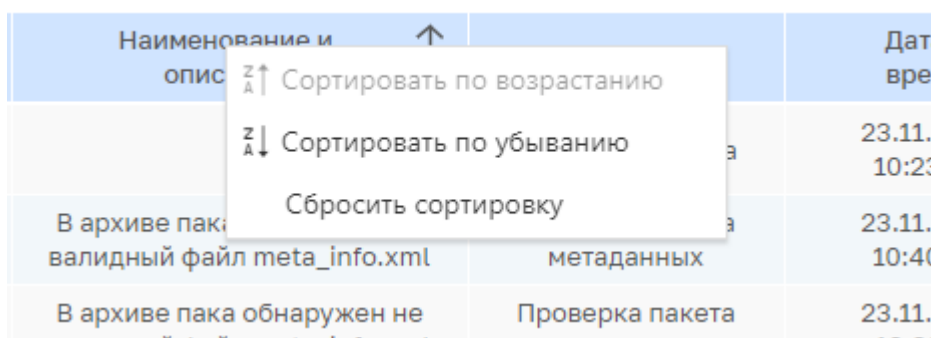 Наименование и
опис
Дат
вре
Сортировать по возрастанию
Сортировать по убыванию
Сбросить сортировку
а
23.11.
10:23
В архиве пака
валидный файл meta_info.xml
а
метаданных
23.11.
10:40
В архиве пака обнаружен не
Проверка пакета
23.11.